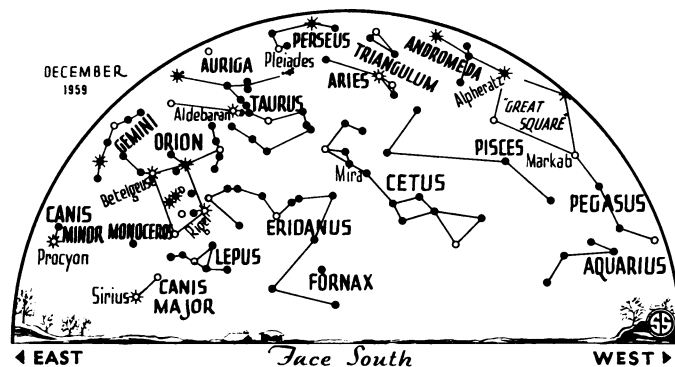 PERSEUS
ANDROMEDA
TRIANGULUM
AURIGA
Pleiades
DECEMBER
1959
ARIES
Alpheratz
TAURUS
"GREAT
SQUARE"
Aldebaran
GEMINI
ORION
PISCES
Markab
Mira
CETUS
Betelgeuse
PEGASUS
CANIS
MINOR
MONOCEROS
Rigel
ERIDANUS
Procyon
LEPUS
AQUARIUS
FORNAX
Sirius
CANIS
MAJOR
SS
EAST
Face South
WEST